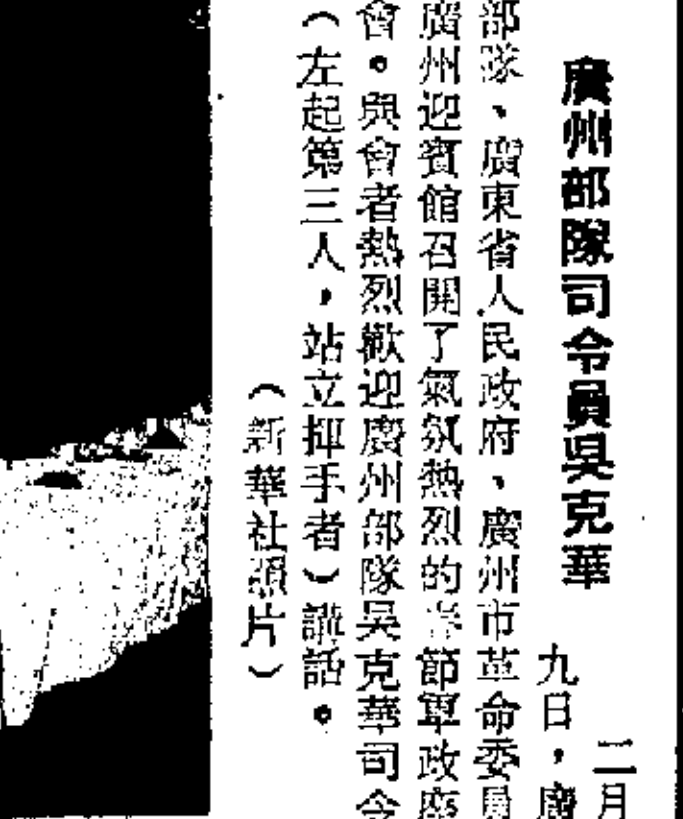 廣州部隊司令員吳克華
二月
九日，廣
部隊、廣東省人民政府、廣州市革命委員
廣州迎賓館召開了氣氛熱烈的春節軍政座
會。與會者熱烈歡迎廣州部隊吳克華司令
（左起第三人，站立揮手者）講話。
（新華社照片）